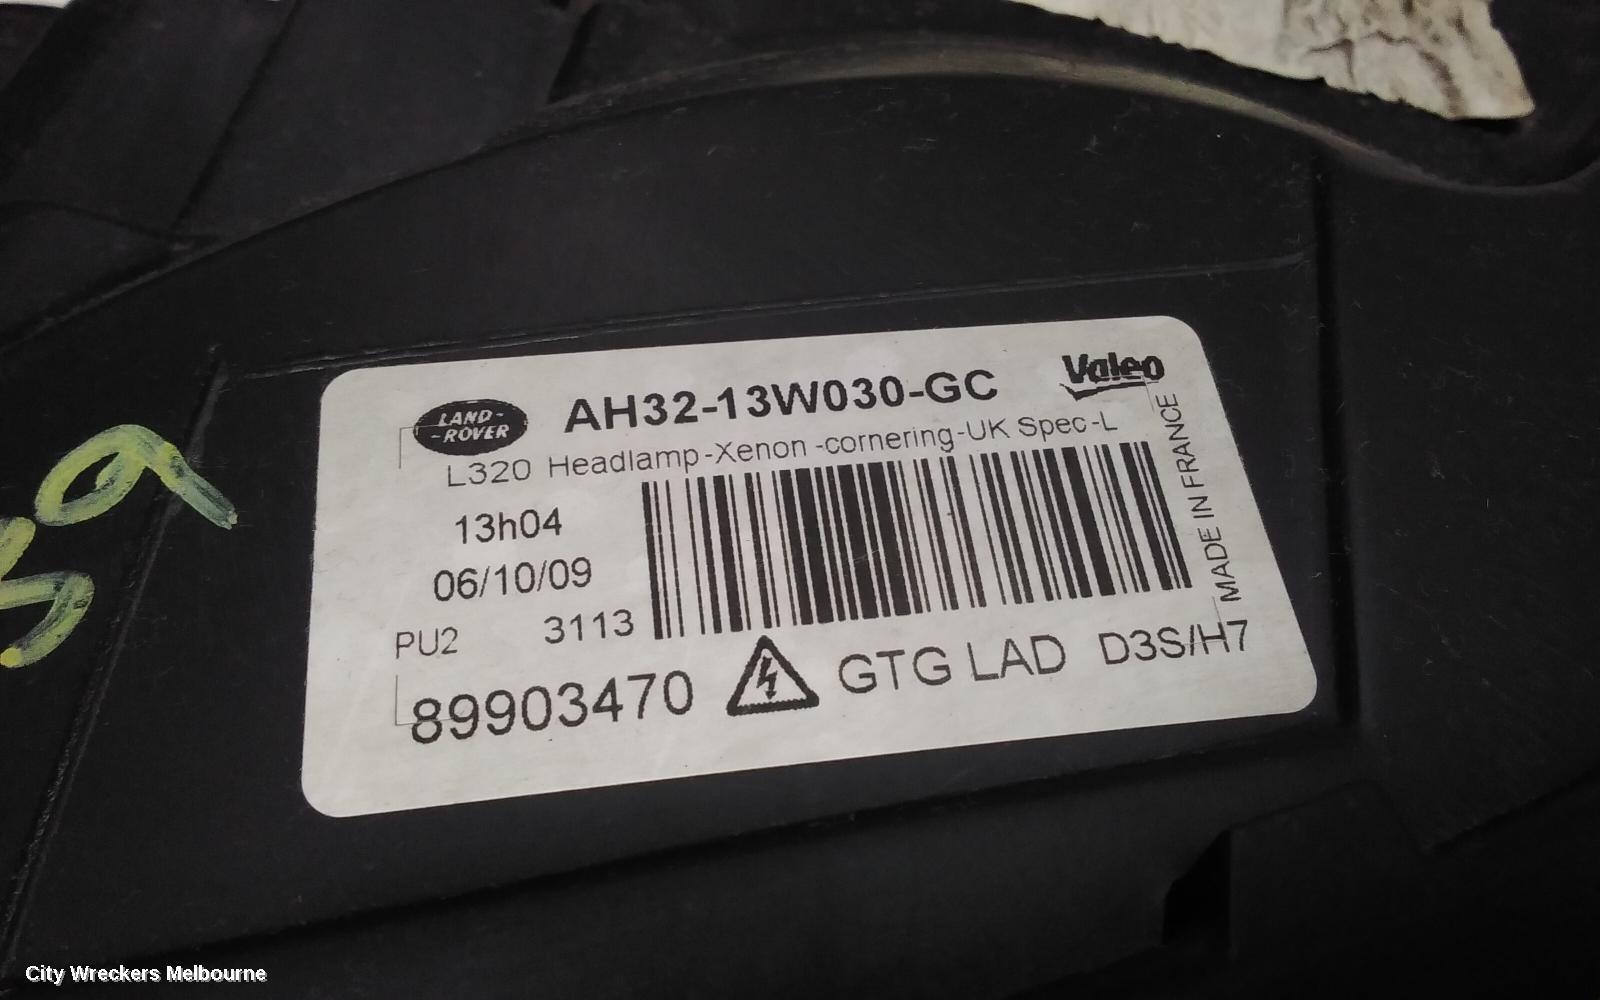 LAND-
-ROVER
AH32-13W030-GC
Valeo
L320 Headlamp-Xenon-cornering-UK Spec-L
13h04
06/10/09
PU2 3113
MADE IN FRANCE
89903470 GTG LAD D3S/H7
City Wreckers Melbourne